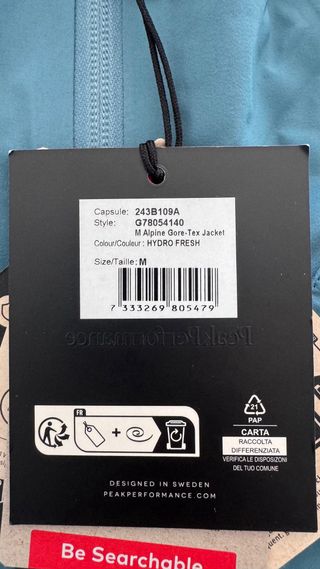 Capsule: 243B109A
Style: G78054140
M Alpine Gore-Tex Jacket
Colour/Couleur : HYDRO FRESH
Size/Taille: M
7 333269 805479
PeakPerformance
FR
21
PAP
CARTA
RACCOLTA
DIFFERENZIATA
VERIFICA LE DISPOSIZONI
DEL TUO COMUNE
DESIGNED IN SWEDEN
PEAKPERFORMANCE.COM
Be Searchable